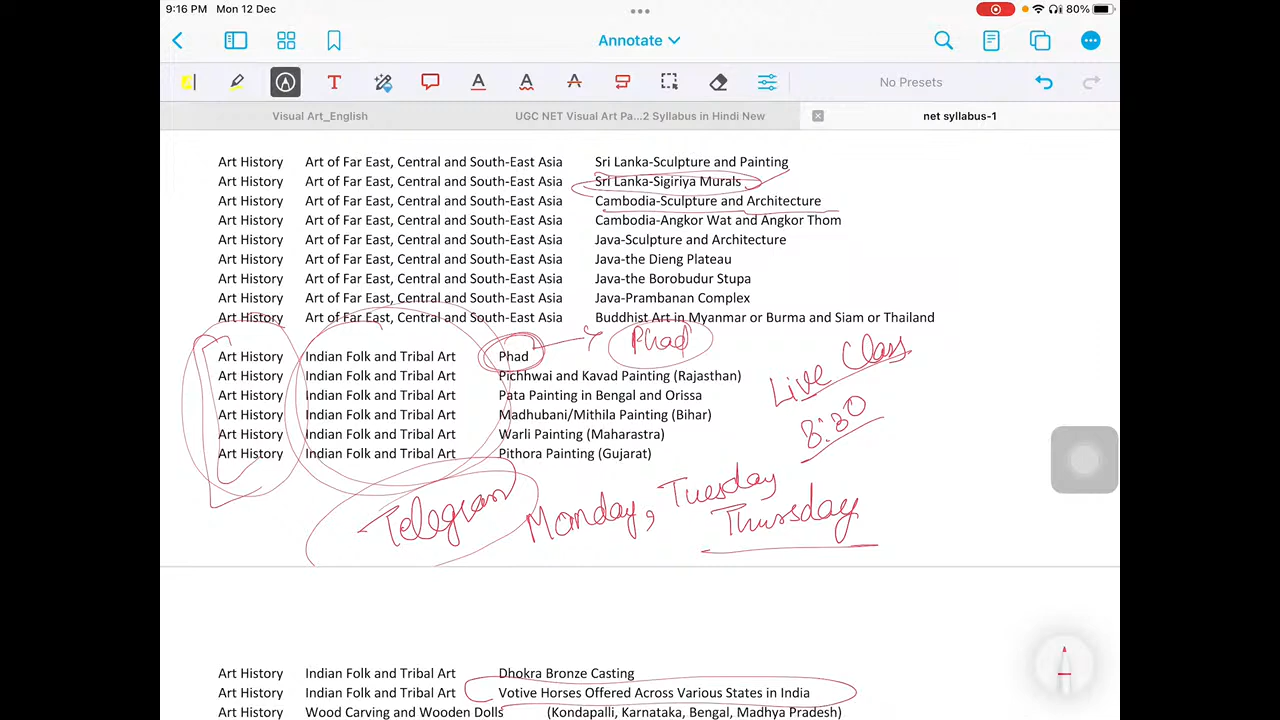 9:16 PM Mon 12 Dec
80%
Annotate
No Presets
Visual Art_English
UGC NET Visual Art Pa...2 Syllabus in Hindi New
net syllabus-1
Art History Art of Far East, Central and South-East Asia Sri Lanka-Sculpture and Painting
Art History Art of Far East, Central and South-East Asia Sri Lanka-Sigiriya Murals
Art History Art of Far East, Central and South-East Asia Cambodia-Sculpture and Architecture
Art History Art of Far East, Central and South-East Asia Cambodia-Angkor Wat and Angkor Thom
Art History Art of Far East, Central and South-East Asia Java-Sculpture and Architecture
Art History Art of Far East, Central and South-East Asia Java-the Dieng Plateau
Art History Art of Far East, Central and South-East Asia Java-the Borobudur Stupa
Art History Art of Far East, Central and South-East Asia Java-Prambanan Complex
Art History Art of Far East, Central and South-East Asia Buddhist Art in Myanmar or Burma and Siam or Thailand
Art History Indian Folk and Tribal Art Phad
Phad
Art History Indian Folk and Tribal Art Pichhwai and Kavad Painting (Rajasthan)
Art History Indian Folk and Tribal Art Pata Painting in Bengal and Orissa
Art History Indian Folk and Tribal Art Madhubani/Mithila Painting (Bihar)
Art History Indian Folk and Tribal Art Warli Painting (Maharastra)
Art History Indian Folk and Tribal Art Pithora Painting (Gujarat)
Live Class
8:30
Telegram Monday, Tuesday
Thursday
Art History Indian Folk and Tribal Art Dhokra Bronze Casting
Art History Indian Folk and Tribal Art Votive Horses Offered Across Various States in India
Art History Wood Carving and Wooden Dolls (Kondapalli, Karnataka, Bengal, Madhya Pradesh)